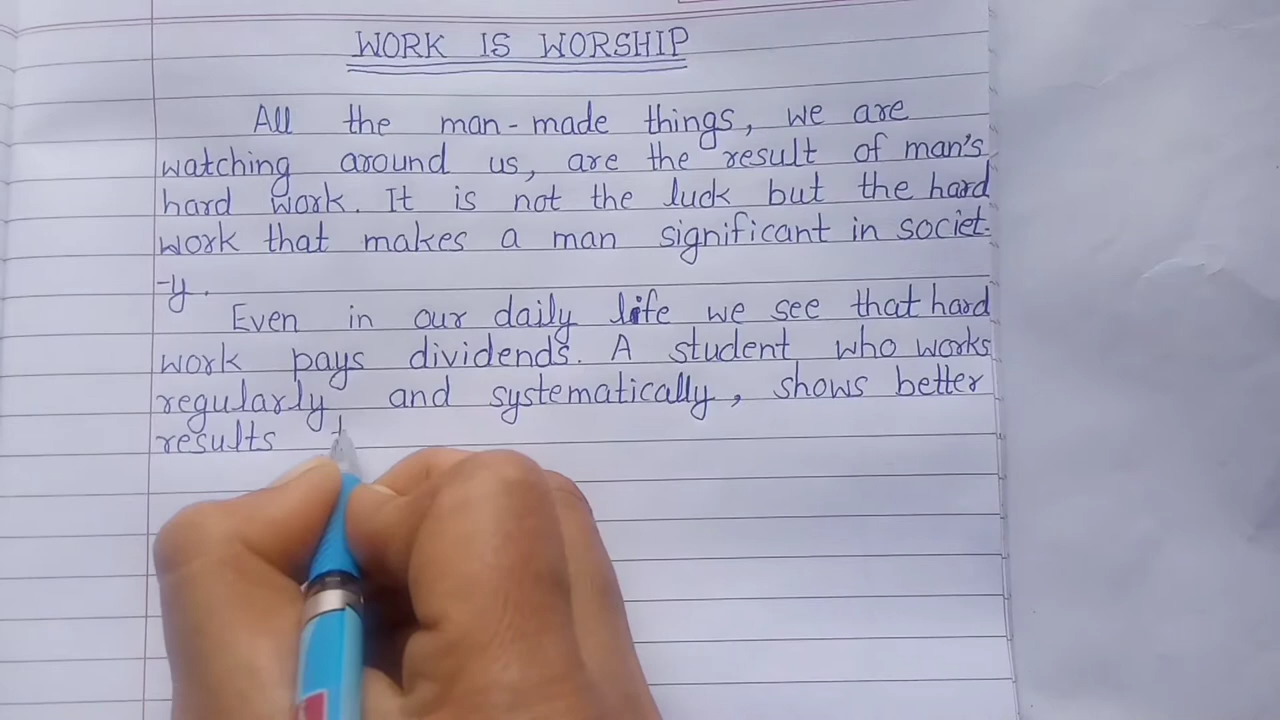 WORK IS WORSHIP
All the man-made things, we are
watching around us, are the result of man's
hard work. It is not the luck but the hard
work that makes a man significant in societ-
-y.
Even in our daily life we see that hard
work pays dividends. A student who works
regularly and systematically, shows better
results